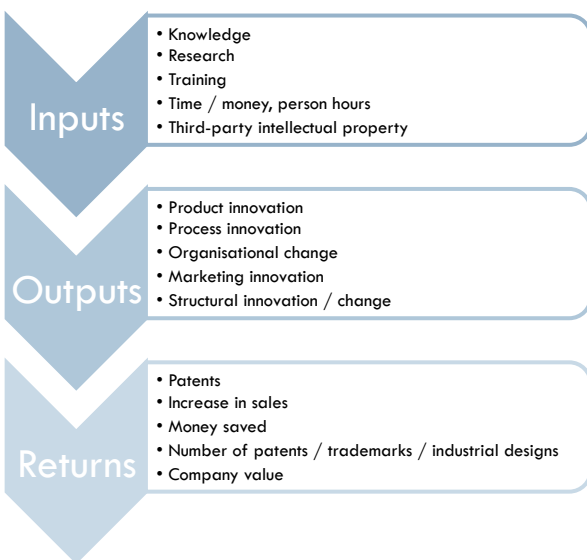 Inputs
• Knowledge
• Research
• Training
• Time / money, person hours
• Third-party intellectual property
Outputs
• Product innovation
• Process innovation
• Organisational change
• Marketing innovation
• Structural innovation / change
Returns
• Patents
• Increase in sales
• Money saved
• Number of patents / trademarks / industrial designs
• Company value